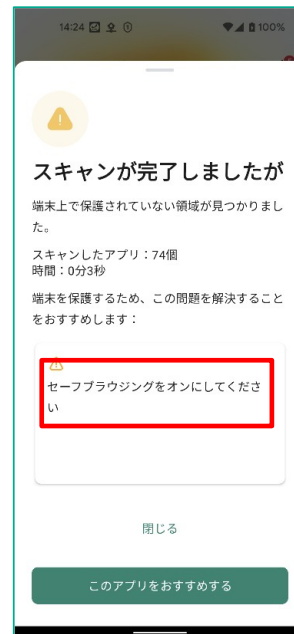 14:24 100%
スキャンが完了しましたが
端末上で保護されていない領域が見つかりまし
た。
スキャンしたアプリ：74個
時間：0分3秒
端末を保護するため、この問題を解決すること
をおすすめします：
セーフブラウジングをオンにしてくださ
い
閉じる
このアプリをおすすめする